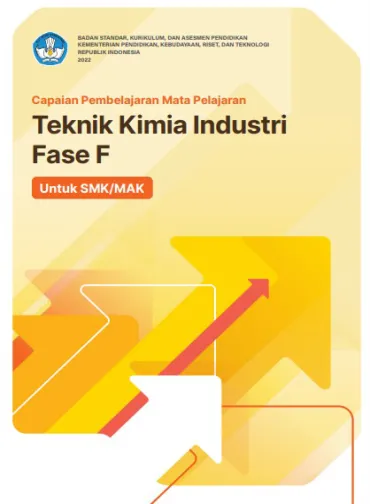 BADAN STANDAR, KURIKULUM, DAN ASESMEN PENDIDIKAN
KEMENTERIAN PENDIDIKAN, KEBUDAYAAN, RISET, DAN TEKNOLOGI
REPUBLIK INDONESIA
2022
Capaian Pembelajaran Mata Pelajaran
Teknik Kimia Industri
Fase F
Untuk SMK/MAK